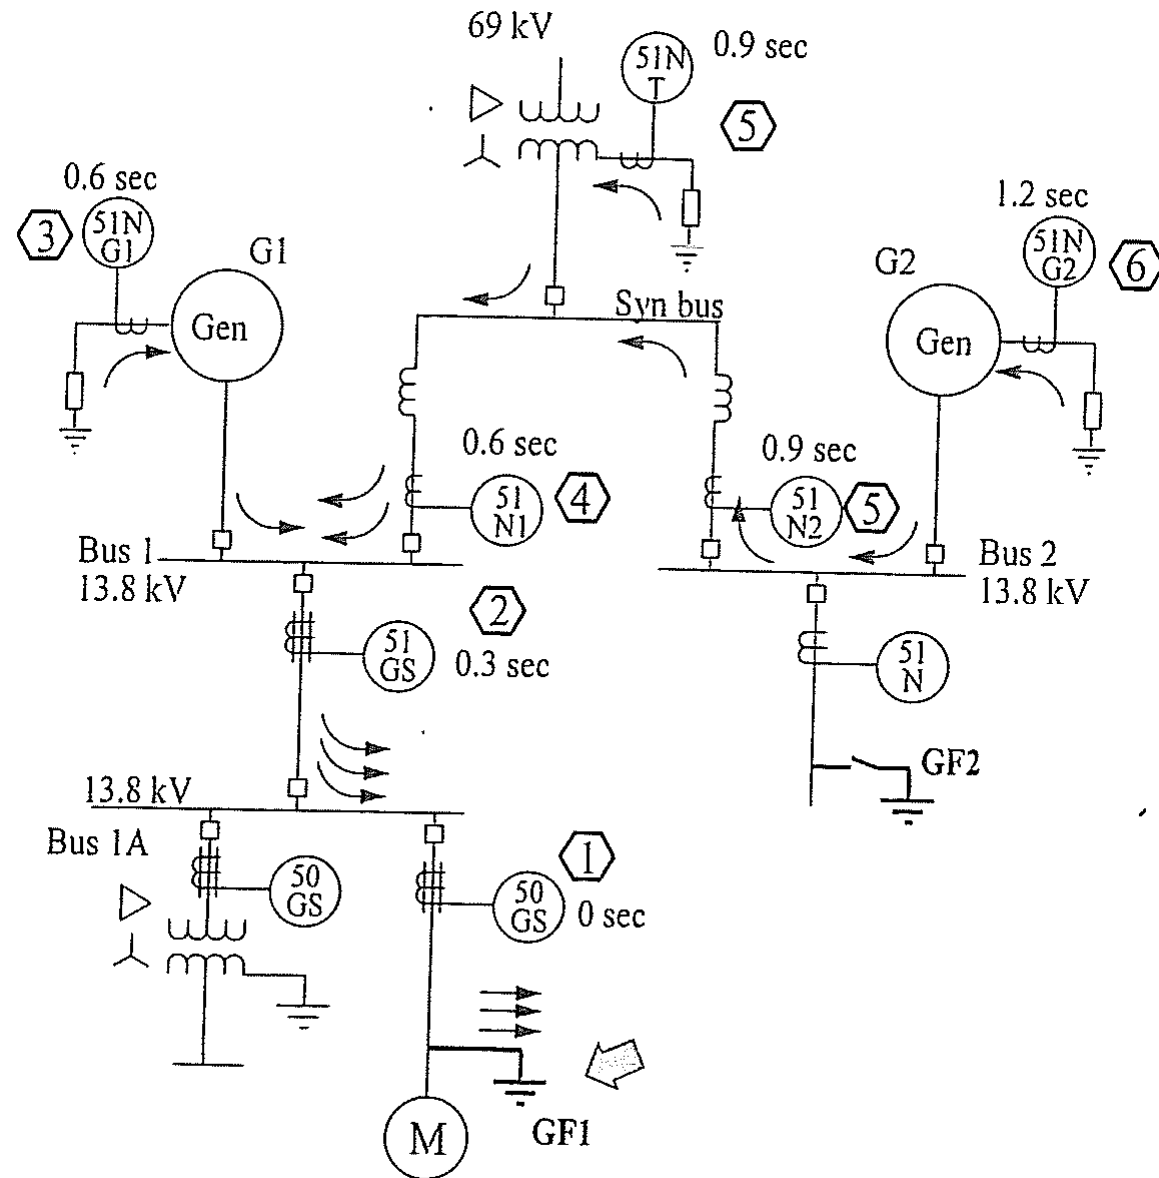 69 kV
51N
T
0.9 sec
5
0.6 sec
3
51N
G1
G1
Gen
1.2 sec
51N
G2
6
G2
Gen
Syn bus
0.6 sec
51
N1
4
0.9 sec
51
N2
5
Bus 1
13.8 kV
Bus 2
13.8 kV
2
51
GS
0.3 sec
51
N
GF2
13.8 kV
Bus 1A
50
GS
1
50
GS
0 sec
M
GF1